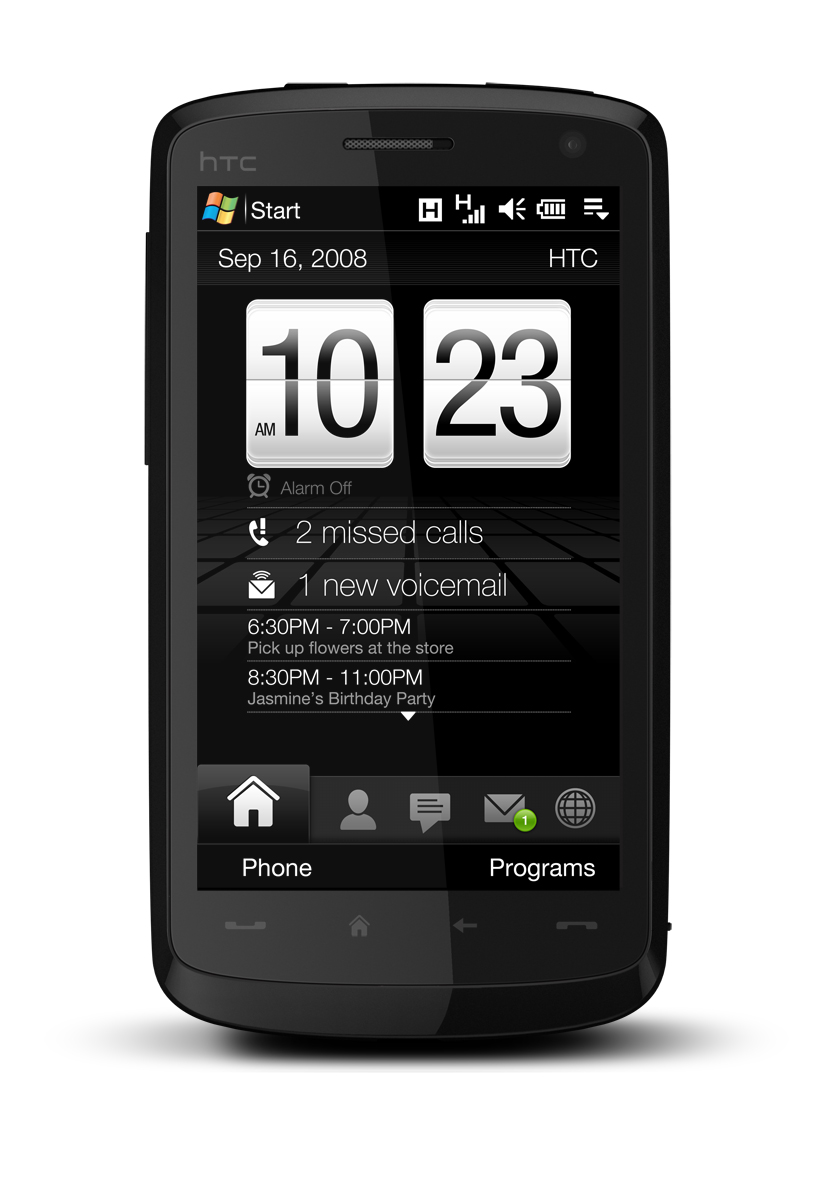 hTC
Start
H
H
Sep 16, 2008
HTC
10
23
AM
Alarm Off
2 missed calls
1 new voicemail
6:30PM - 7:00PM
Pick up flowers at the store
8:30PM - 11:00PM
Jasmine's Birthday Party
1
Phone
Programs